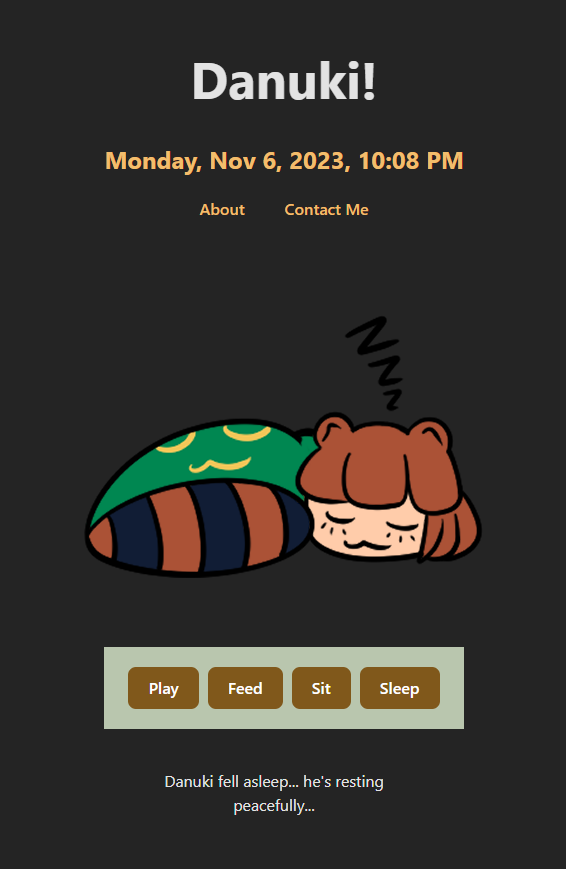 Danuki!
Monday, Nov 6, 2023, 10:08 PM
About Contact Me
Z
Z
Z
Play Feed Sit Sleep
Danuki fell asleep... he's resting
peacefully...